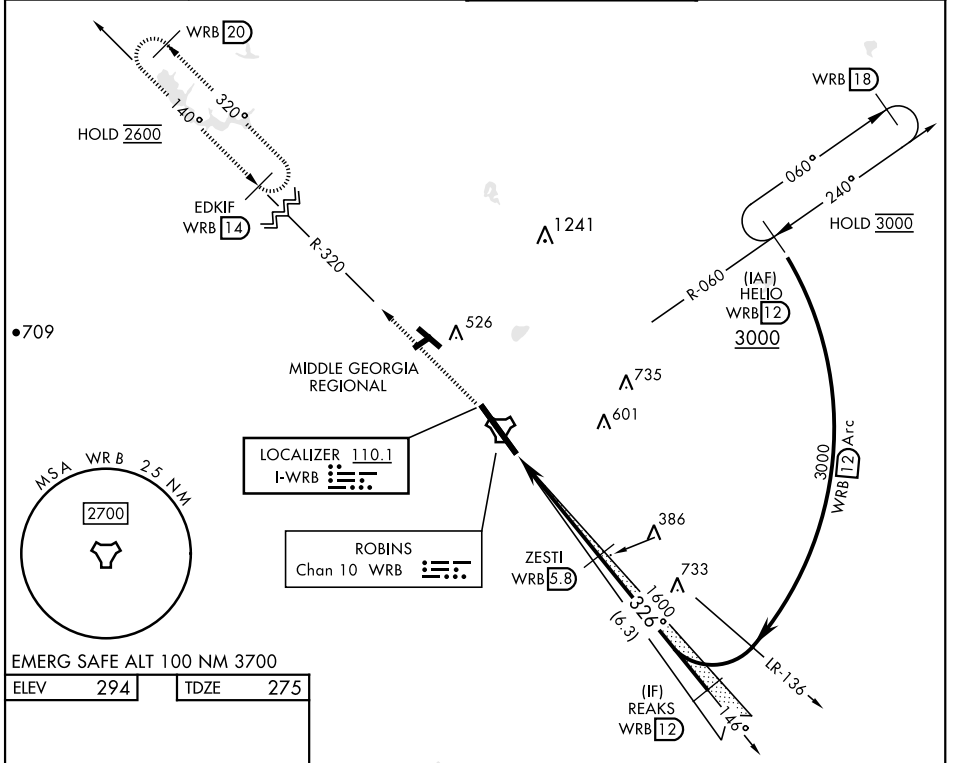 WRB 20
WRB 18
140°
320°
HOLD 2600
060°
240°
HOLD 3000
EDKIF
WRB 14
R-320
1241
R-060
(IAF)
HELIO
WRB 12
3000
709
526
MIDDLE GEORGIA
REGIONAL
735
601
3000
WRB 12 Arc
LOCALIZER 110.1
I-WRB
MSA WRB 25 NM
2700
ROBINS
Chan 10 WRB
386
ZESTI
WRB 5.8
733
1600
326°
(6.3)
LR-136
(IF)
REAKS
WRB 12
146°
EMERG SAFE ALT 100 NM 3700
ELEV 294
TDZE 275